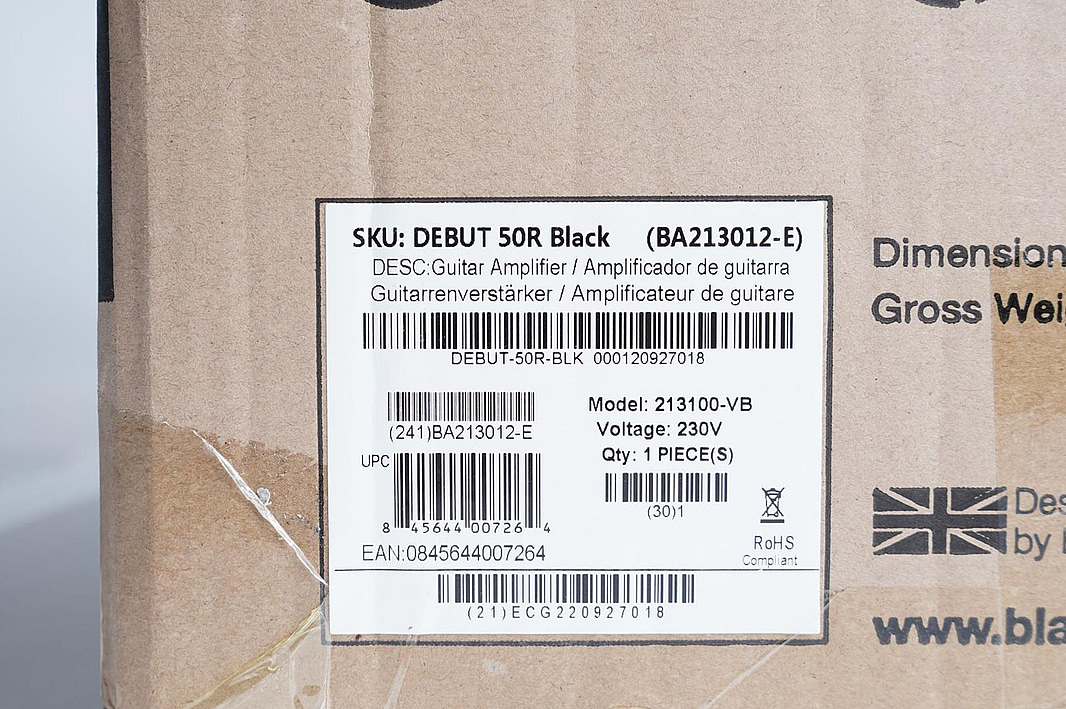 SKU: DEBUT 50R Black (BA213012-E)
DESC:Guitar Amplifier / Amplificador de guitarra
Guitarrenverstärker / Amplificateur de guitare
DEBUT-50R-BLK 000120927018
(241)BA213012-E
Model: 213100-VB
Voltage: 230V
Qty: 1 PIECE(S)
(30)1
UPC
8 45644 00726 4
EAN:0845644007264
RoHS
Compliant
(21)ECG220927018
Dimension
Gross Wei
Des
by
www.bla